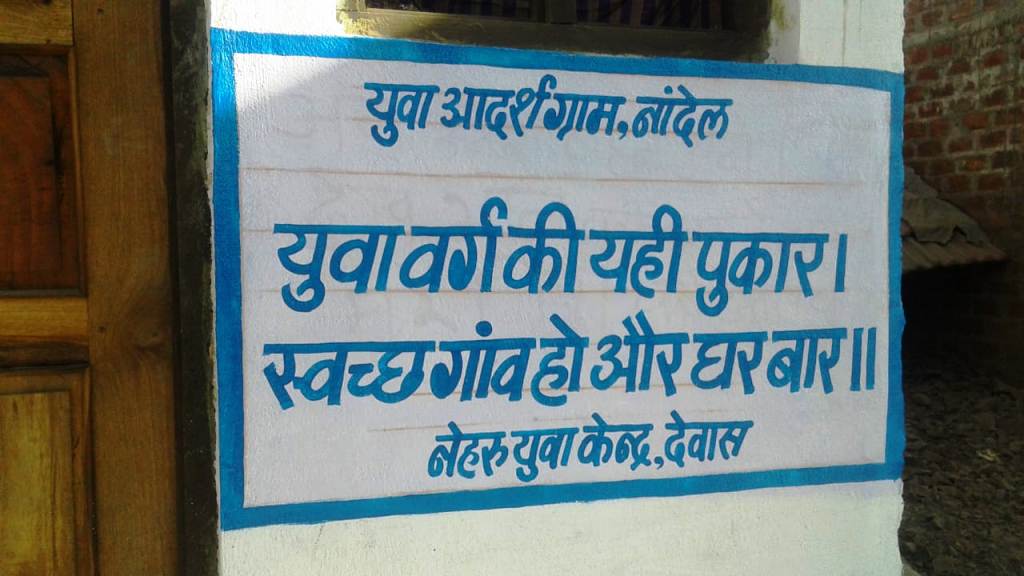 युवा आदर्श ग्राम, नांदेल
युवा वर्ग की यही पुकार।
स्वच्छ गांव हो और घर बार॥
नेहरु युवा केन्द्र, देवास